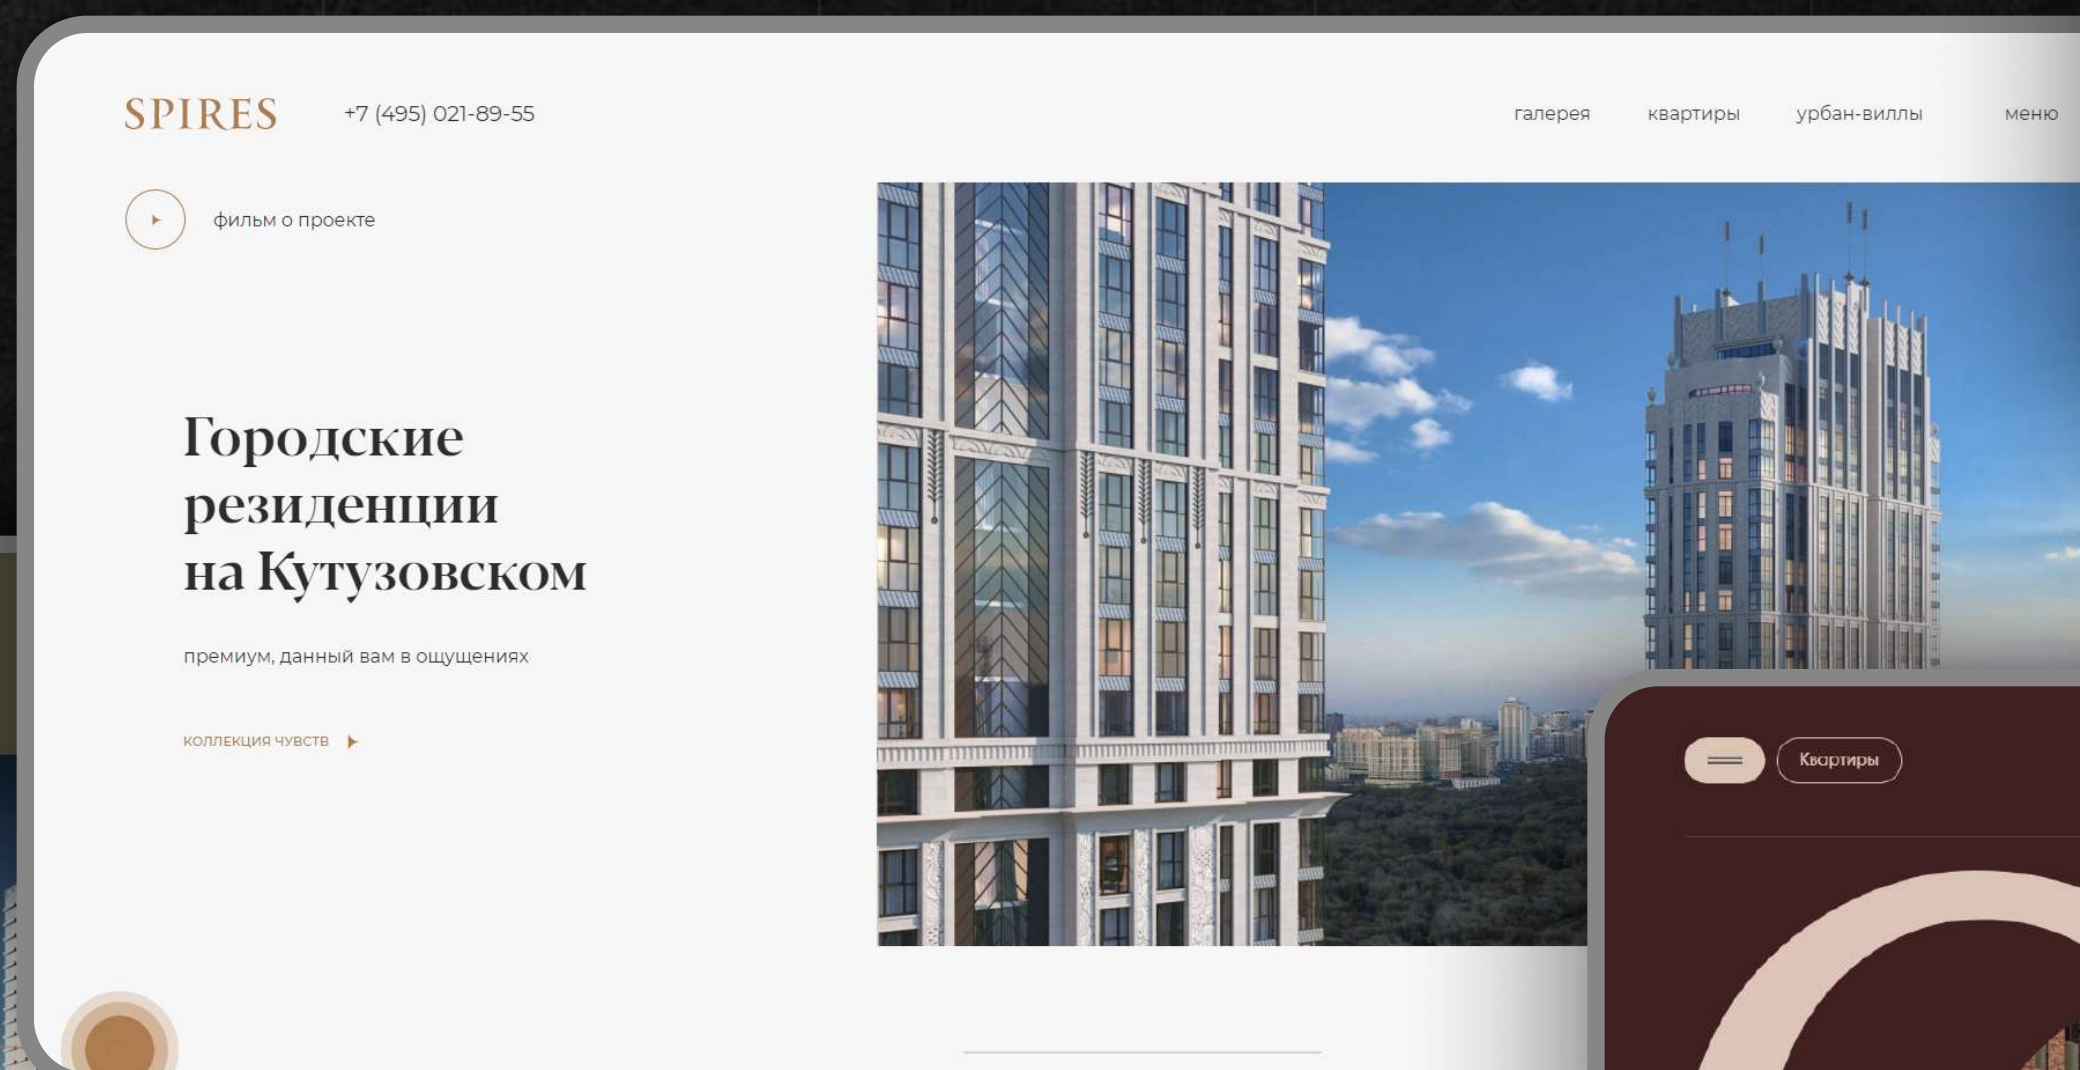 SPIRES
+7 (495) 021-89-55
галерея
квартиры
урбан-виллы
меню
фильм о проекте
Городские
резиденции
на Кутузовском
премиум, данный вам в ощущениях
КОЛЛЕКЦИЯ ЧУВСТВ
Квартиры